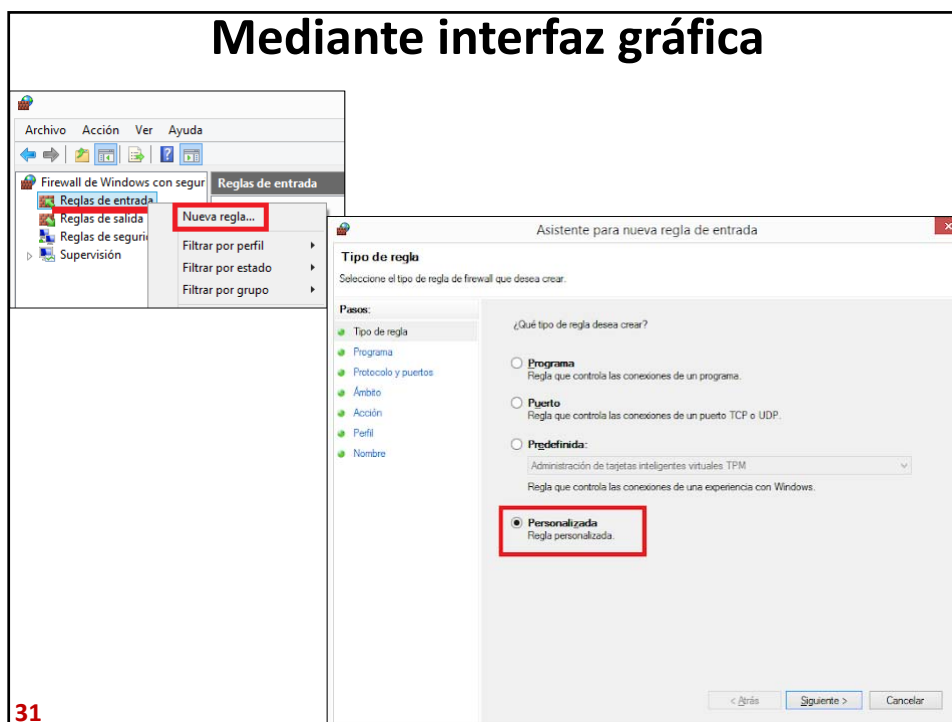 Mediante interfaz gráfica
Archivo Acción Ver Ayuda
Firewall de Windows con segur
Reglas de entrada
Reglas de entrada
Reglas de salida
Reglas de seguri
Supervisión
Nueva regla...
Filtrar por perfil
Filtrar por estado
Filtrar por grupo
Asistente para nueva regla de entrada
Tipo de regla
Seleccione el tipo de regla de firewall que desea crear.
Pasos:
Tipo de regla
Programa
Protocolo y puertos
Ámbito
Acción
Perfil
Nombre
¿Qué tipo de regla desea crear?
Programa
Regla que controla las conexiones de un programa.
Puerto
Regla que controla las conexiones de un puerto TCP o UDP.
Predefinida:
Administración de tarjetas inteligentes virtuales TPM
Regla que controla las conexiones de una experiencia con Windows.
Personalizada
Regla personalizada.
< Atrás Siguiente > Cancelar
31